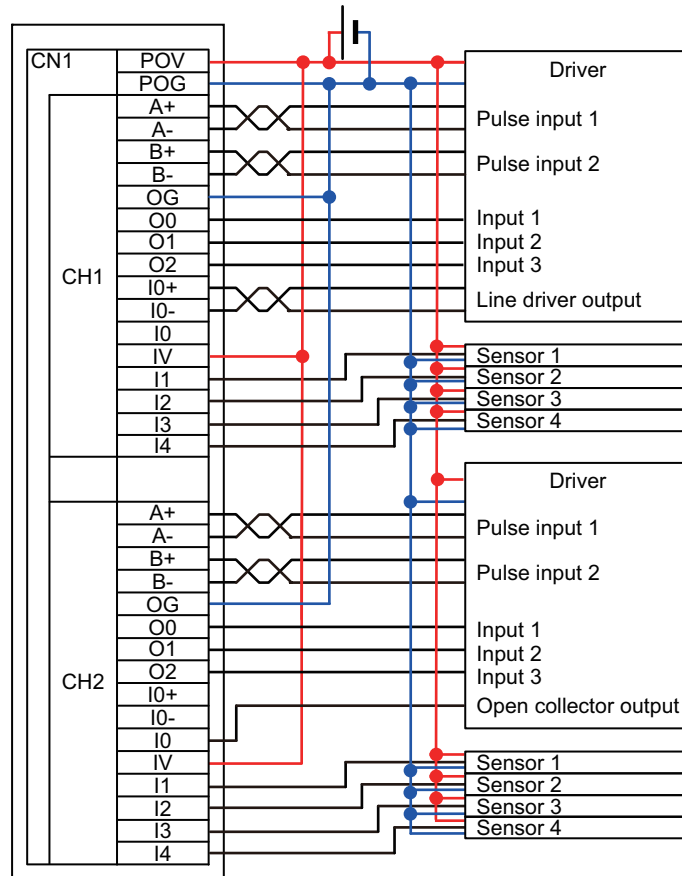 CN1 POV Driver
POG
A+ Pulse input 1
A-
B+ Pulse input 2
B-
OG
O0 Input 1
O1 Input 2
O2 Input 3
CH1
I0+ Line driver output
I0-
I0
IV Sensor 1
I1 Sensor 2
I2 Sensor 3
I3 Sensor 4
I4
Driver
A+ Pulse input 1
A-
B+ Pulse input 2
B-
OG
O0 Input 1
O1 Input 2
O2 Input 3
CH2
I0+ Open collector output
I0-
I0
IV Sensor 1
I1 Sensor 2
I2 Sensor 3
I3 Sensor 4
I4